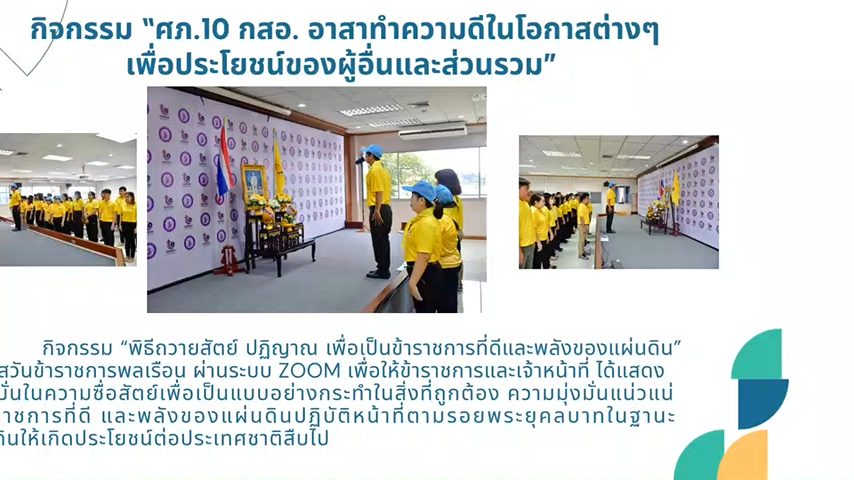 กิจกรรม “ศภ.10 กสอ. อาสาทำความดีในโอกาสต่างๆ
เพื่อประโยชน์ของผู้อื่นและส่วนรวม”
กิจกรรม “พิธีถวายสัตย์ ปฏิญาณ เพื่อเป็นข้าราชการที่ดีและพลังของแผ่นดิน”
สวันข้าราชการพลเรือน ผ่านระบบ ZOOM เพื่อให้ข้าราชการและเจ้าหน้าที่ ได้แสดง
มั่นในความซื่อสัตย์เพื่อเป็นแบบอย่างกระทำในสิ่งที่ถูกต้อง ความมุ่งมั่นแน่วแน่
ราชการที่ดี และพลังของแผ่นดินปฏิบัติหน้าที่ตามรอยพระยุคลบาทในฐานะ
ดินให้เกิดประโยชน์ต่อประเทศชาติสืบไป